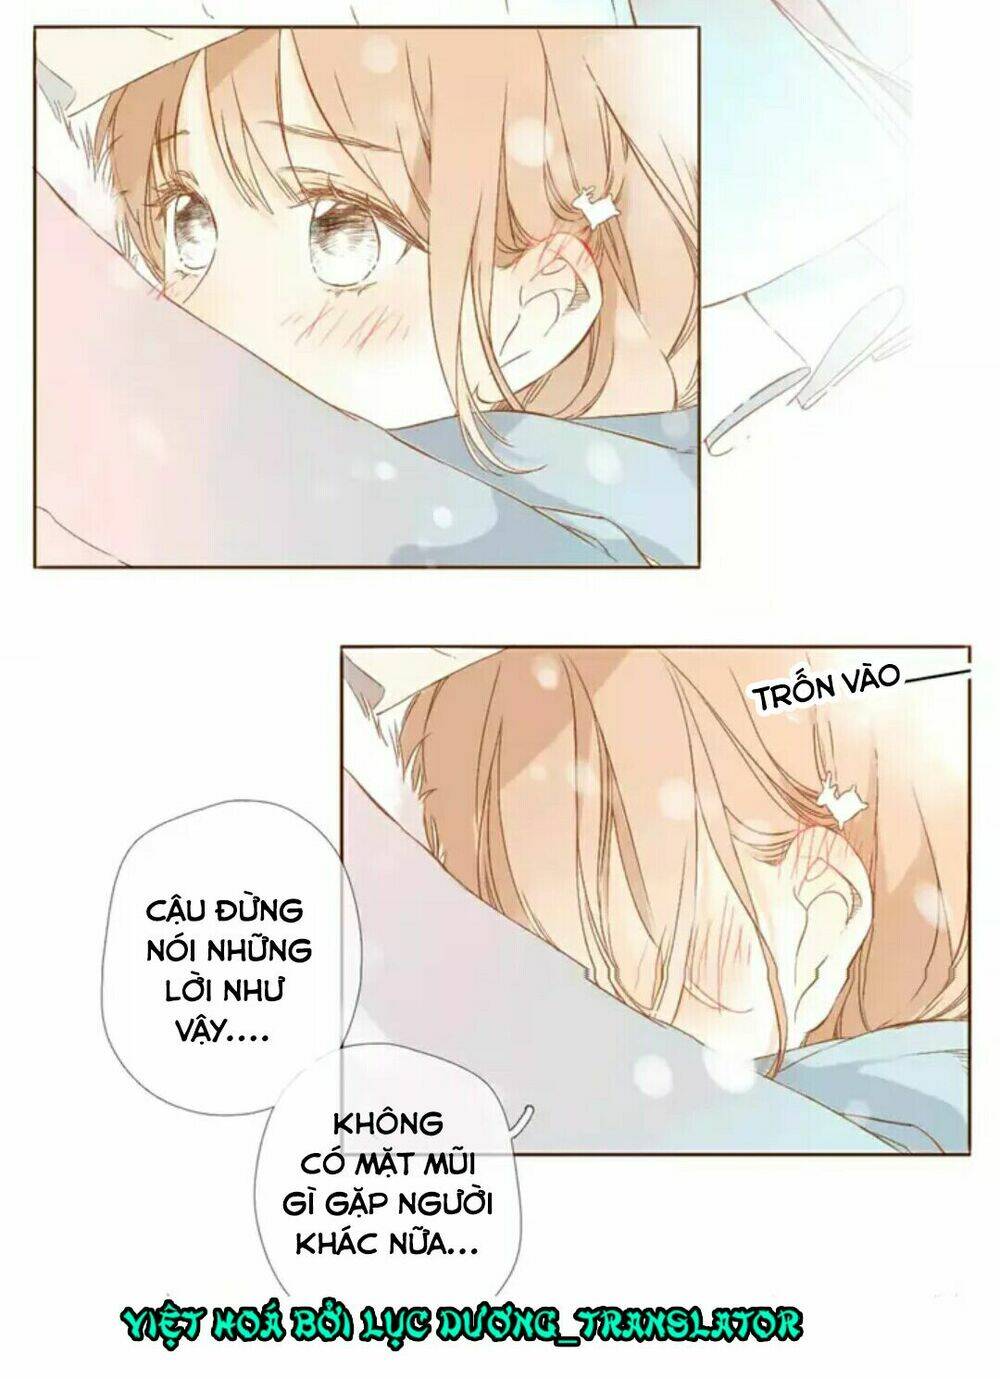 TRỐN VÀO
CẬU ĐỪNG
NÓI NHỮNG
LỜI NHƯ
VẬY....
KHÔNG
CÓ MẶT MŨI
GÌ GẶP NGƯỜI
KHÁC NỮA...
VIỆT HOÁ BỞI LỤC DƯƠNG_TRANSLATOR